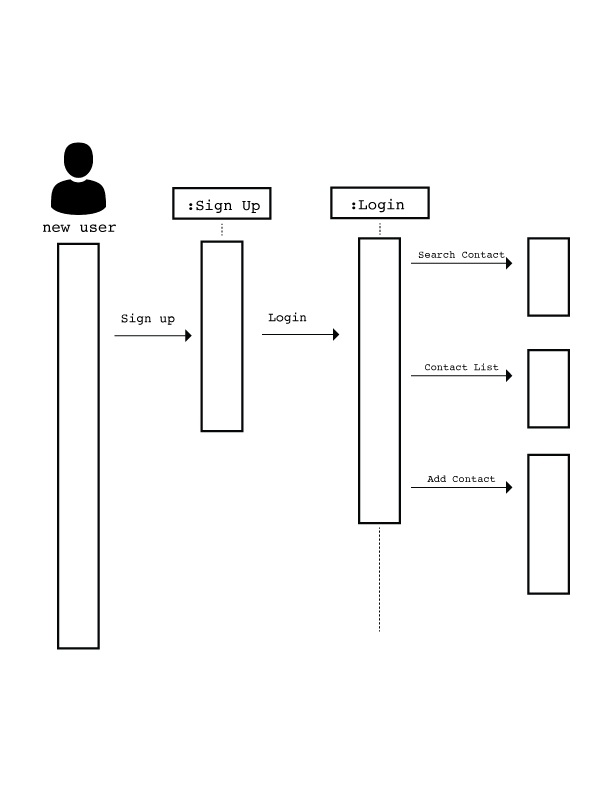 new user
:Sign Up
:Login
Sign up
Login
Search Contact
Contact List
Add Contact